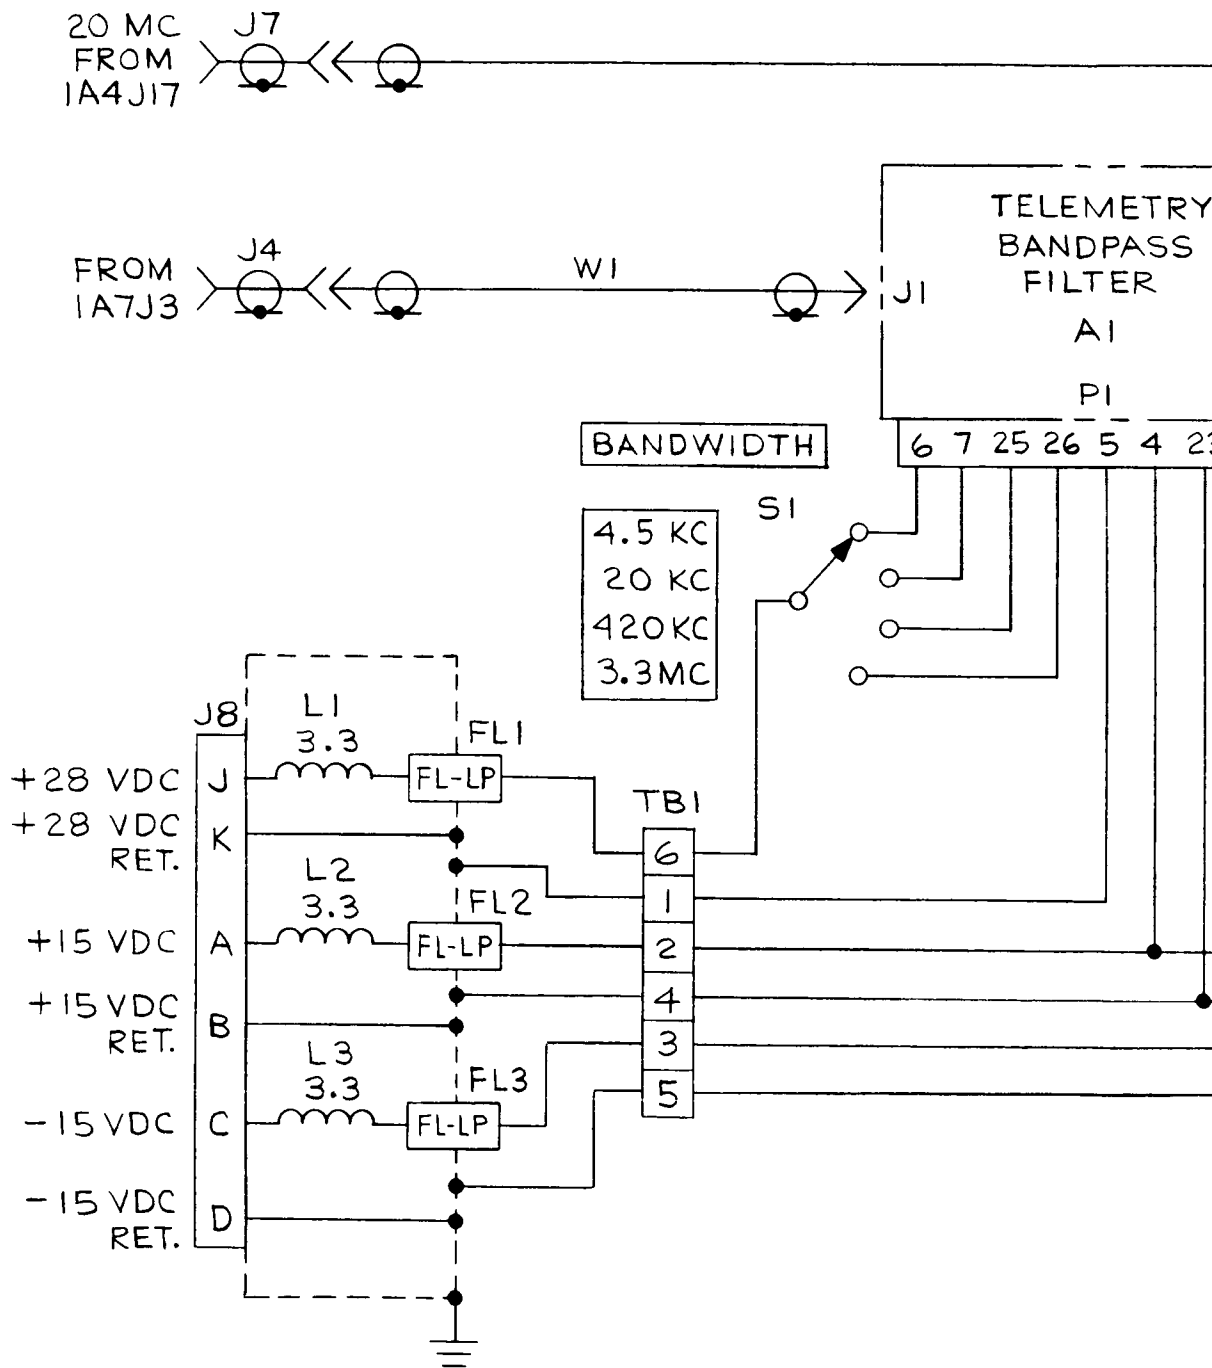 20 MC
FROM
1A4J17
J7
FROM
1A7J3
J4
W1
J1
TELEMETRY
BANDPASS
FILTER
A1
P1
6 7 25 26 5 4 23
BANDWIDTH
S1
4.5 KC
20 KC
420 KC
3.3 MC
J8
L1
3.3
FL1
+28 VDC J FL-LP
+28 VDC
RET. K
TB1
6
L2
3.3
FL2
1
+15 VDC A FL-LP 2
+15 VDC
RET. B
4
L3
3.3
FL3
3
5
-15 VDC C FL-LP
-15 VDC
RET. D